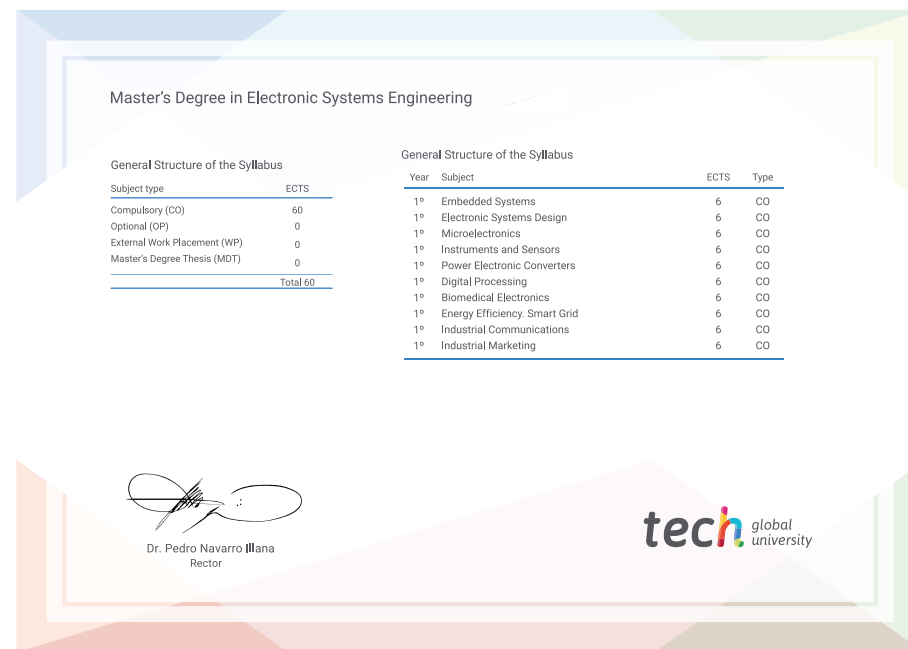 Master's Degree in Electronic Systems Engineering
General Structure of the Syllabus
Subject type ECTS
Compulsory (CO) 60
Optional (OP) 0
External Work Placement (WP) 0
Master's Degree Thesis (MDT) 0
Total 60
General Structure of the Syllabus
Year Subject ECTS Type
1º Embedded Systems 6 CO
1º Electronic Systems Design 6 CO
1º Microelectronics 6 CO
1º Instruments and Sensors 6 CO
1º Power Electronic Converters 6 CO
1º Digital Processing 6 CO
1º Biomedical Electronics 6 CO
1º Energy Efficiency. Smart Grid 6 CO
1º Industrial Communications 6 CO
1º Industrial Marketing 6 CO
Dr. Pedro Navarro Illana
Rector
tech global
university